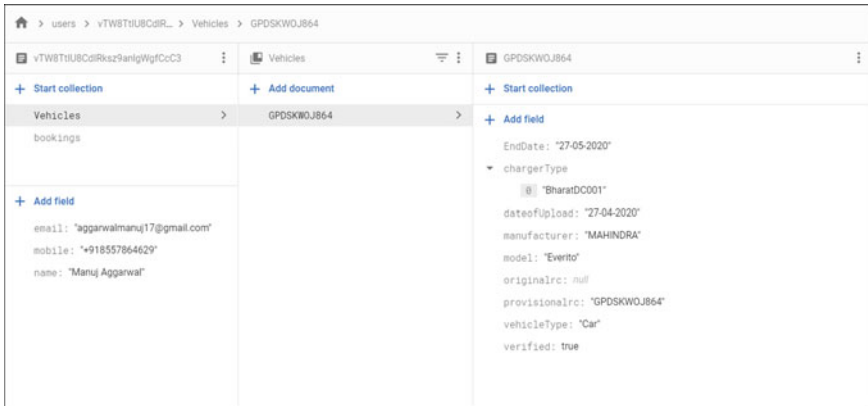 users > vTW8TtIU8CdIR... > Vehicles > GPDSKWOJ864
vTW8TtIU8CdIRksz9anlgWgfCcC3
Start collection
Vehicles
bookings
Add field
email: "aggarwalmanuj17@gmail.com"
mobile: "+918557864629"
name: "Manuj Aggarwal"
Vehicles
Add document
GPDSKWOJ864
GPDSKWOJ864
Start collection
Add field
EndDate: "27-05-2020"
chargerType
0 "BharatDC001"
dateofUpload: "27-04-2020"
manufacturer: "MAHINDRA"
model: "Everito"
originalrc: null
provisionalrc: "GPDSKWOJ864"
vehicleType: "Car"
verified: true